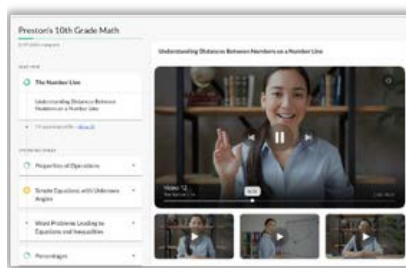 Preston's 10th Grade Math
Understanding Distances Between Numbers on a Number Line
The Number Line
Understanding Distances Between
Numbers on a Number Line
Properties of Operations
Simple Equations with Unknown
Angles
Word Problems Leading to
Equations and Inequalities
Percentages
Video 12